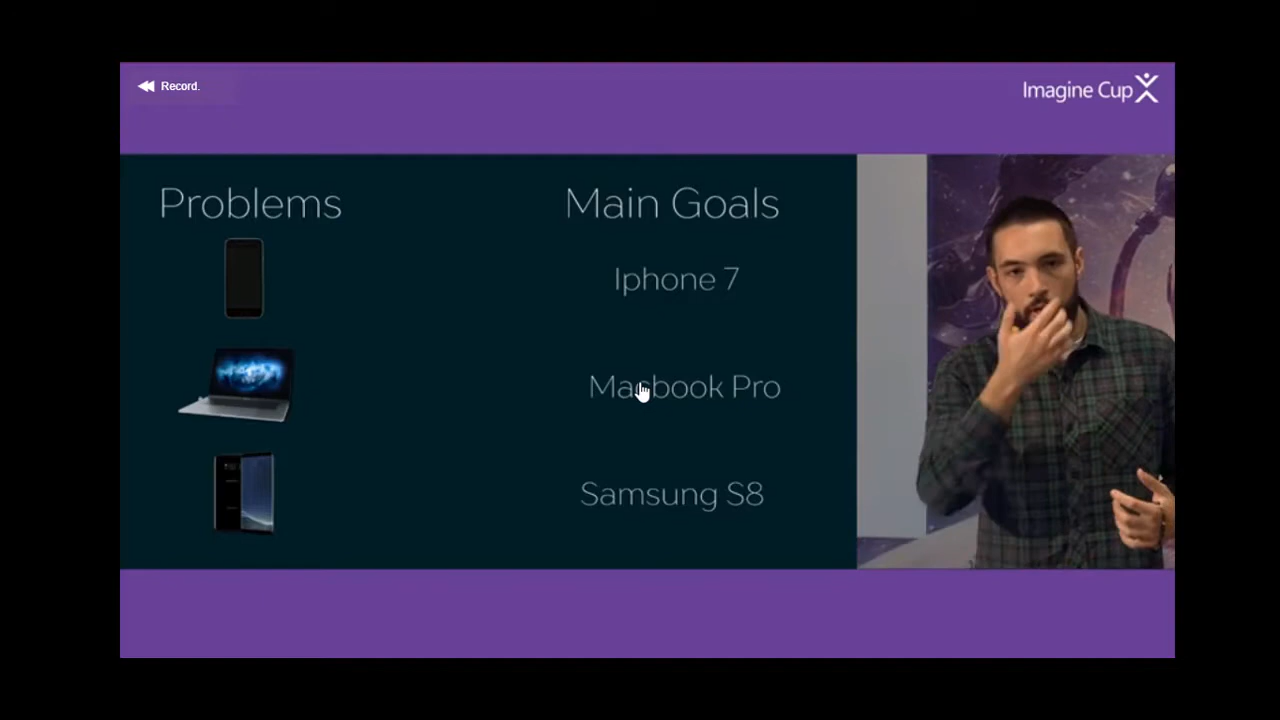 Record.
Imagine Cup
Problems
Main Goals
Iphone 7
Macbook Pro
Samsung S8